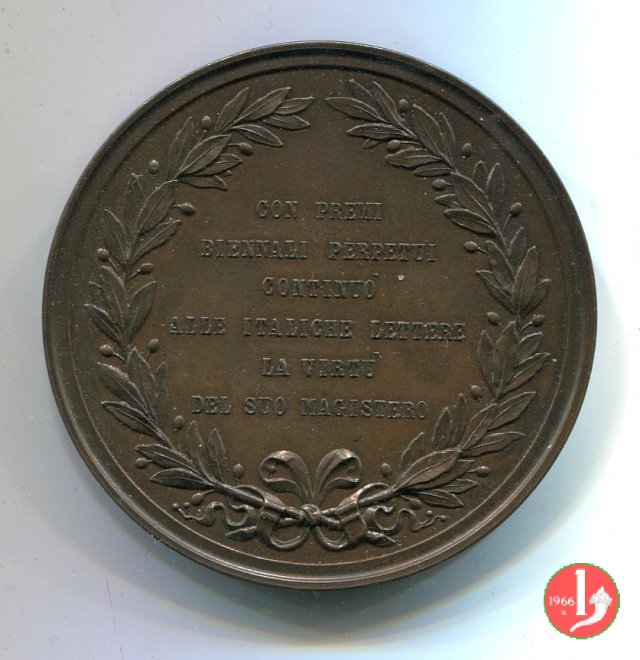 CON PREMI
BIENNALI PERPETUI
CONTINUÒ
ALLE ITALICHE LETTERE
LA VIRTÙ
DEL SUO MAGISTERO
1966